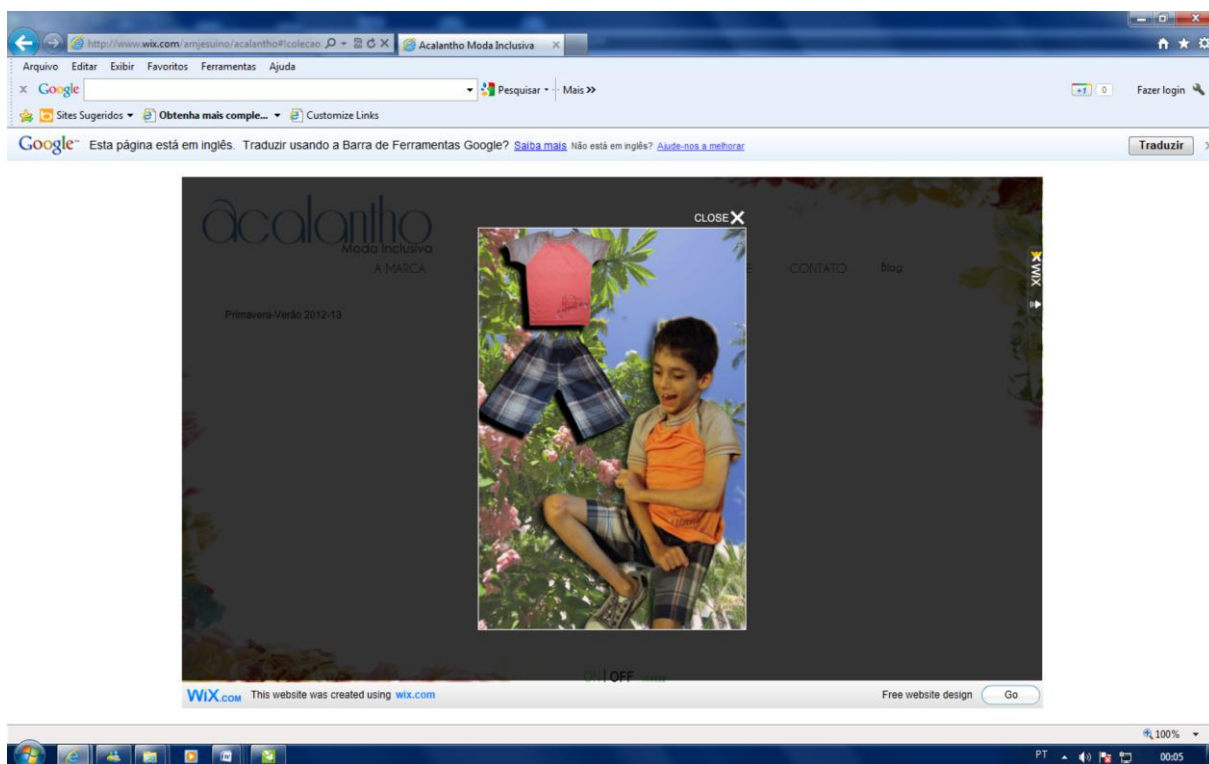 http://www.wix.com/amjesuino/acalantho#!colecao
Acalantho Moda Inclusiva
Arquivo Editar Exibir Favoritos Ferramentas Ajuda
x Google Pesquisar Mais >> +1 0 Fazer login
Sites Sugeridos Obtenha mais comple... Customize Links
Google Esta página está em inglês. Traduzir usando a Barra de Ferramentas Google? Saiba mais Não está em inglês? Ajude-nos a melhorar Traduzir
CLOSE X
âcalantho
Moda Inclusiva
A MARCA CONTATO Blog
WiX
Primavera-Verão 2012-13
ON | OFF
WiX.COM This website was created using wix.com Free website design Go
100%
PT 00:05